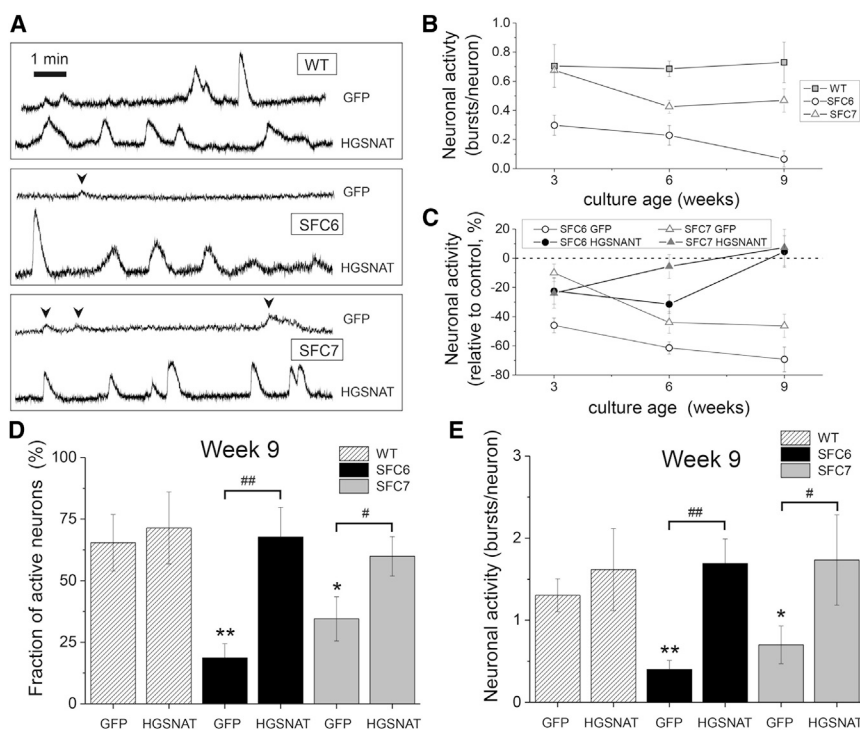 A
1 min
WT
GFP
HGSNAT
GFP
SFC6
HGSNAT
GFP
SFC7
HGSNAT
B
Neuronal activity
(bursts/neuron)
0.8
0.6
0.4
0.2
0.0
3 6 9
culture age (weeks)
WT
SFC6
SFC7
C
Neuronal activity
(relative to control, %)
20
0
-20
-40
-60
-80
SFC6 GFP SFC7 GFP
SFC6 HGSNANT SFC7 HGSNANT
3 6 9
culture age (weeks)
D
Week 9
Fraction of active neurons (%)
100
75
50
25
0
WT
SFC6
SFC7
##
#
**
*
GFP HGSNAT GFP HGSNAT GFP HGSNAT
E
Week 9
Neuronal activity (bursts/neuron)
3
2
1
0
WT
SFC6
SFC7
##
#
**
*
GFP HGSNAT GFP HGSNAT GFP HGSNAT